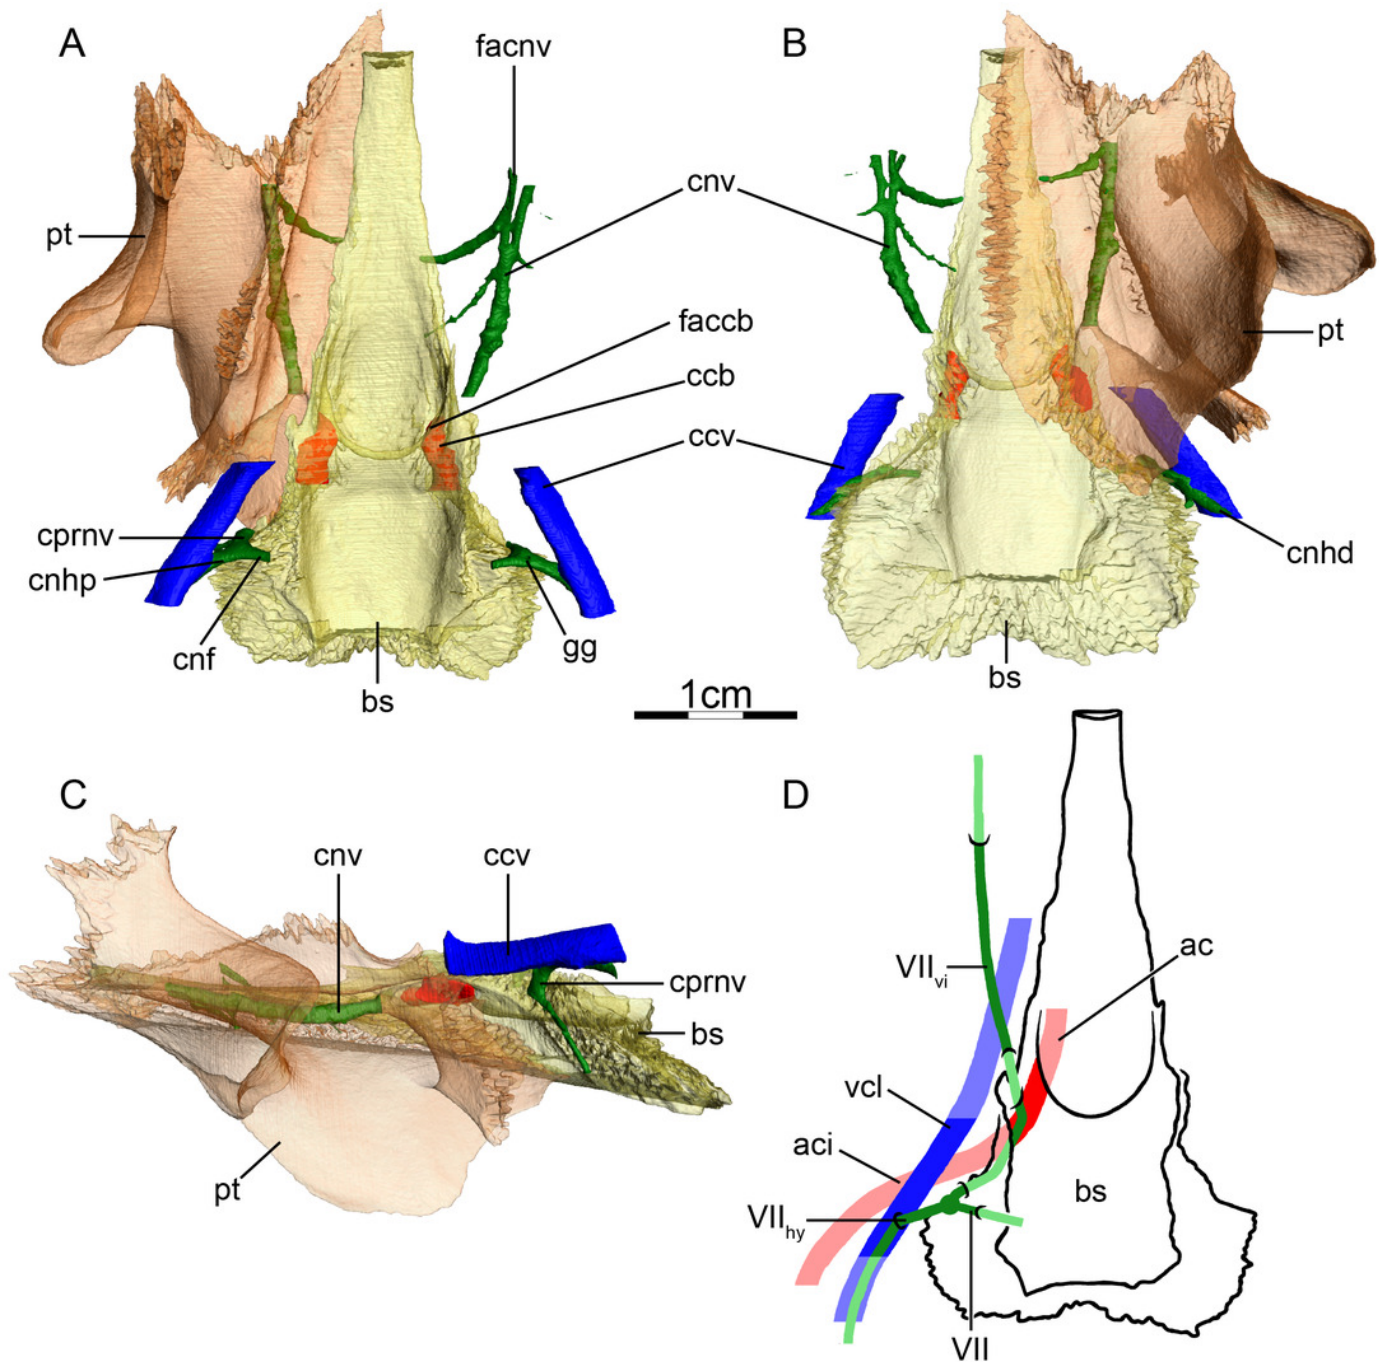 A
B
facnv
cnv
pt
pt
faccb
ccb
ccv
cprnv
cnhp
cnhd
cnf
gg
bs
bs
1cm
C
D
cnv
ccv
cprnv
bs
pt
VIIvi
ac
vcl
aci
bs
VIIhy
VII